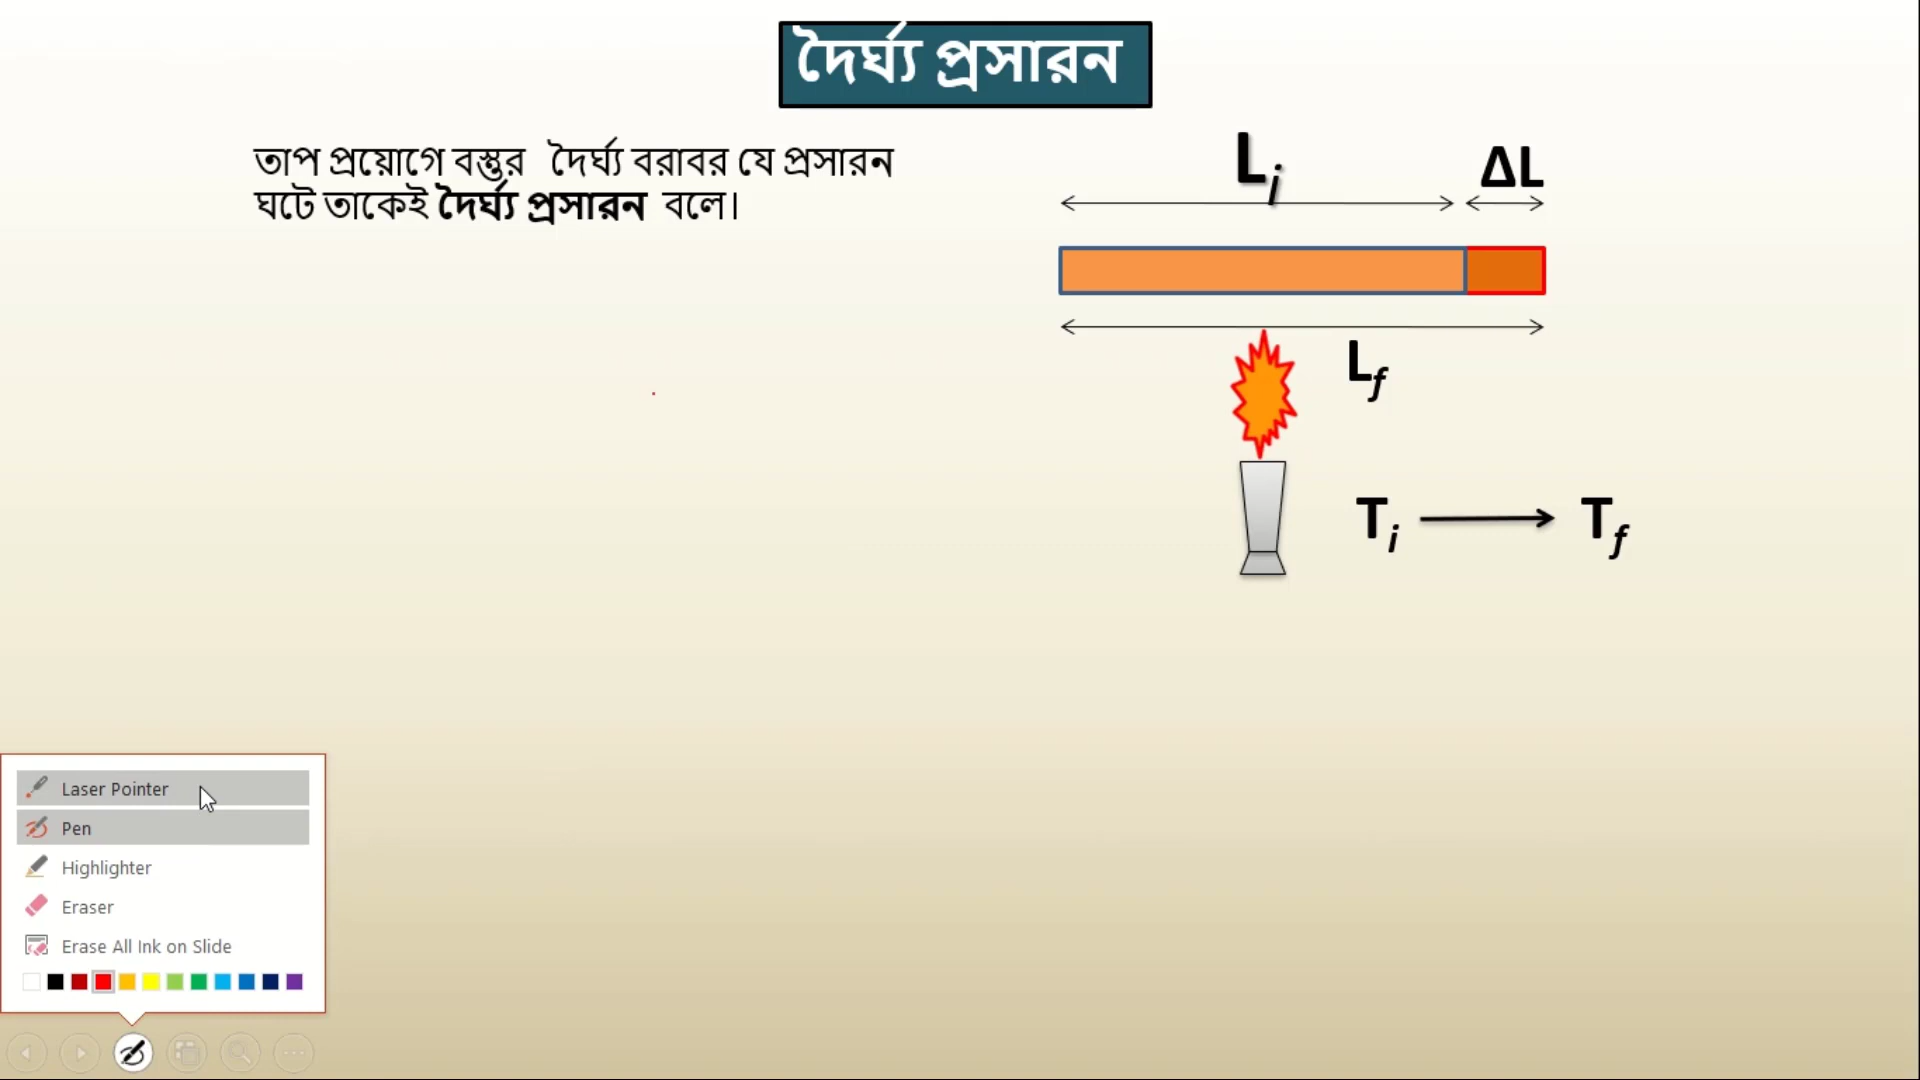 দৈর্ঘ্য প্রসারন
তাপ প্রয়োগে বস্তুর দৈর্ঘ্য বরাবর যে প্রসারন
ঘটে তাকেই দৈর্ঘ্য প্রসারন বলে।
Li
ΔL
Lf
Ti
Tf
Laser Pointer
Pen
Highlighter
Eraser
Erase All Ink on Slide